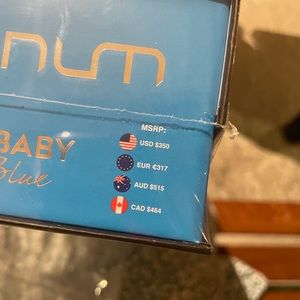 num
MSRP:
USD $350
BABY
EUR €317
Blue
AUD $515
CAD $464